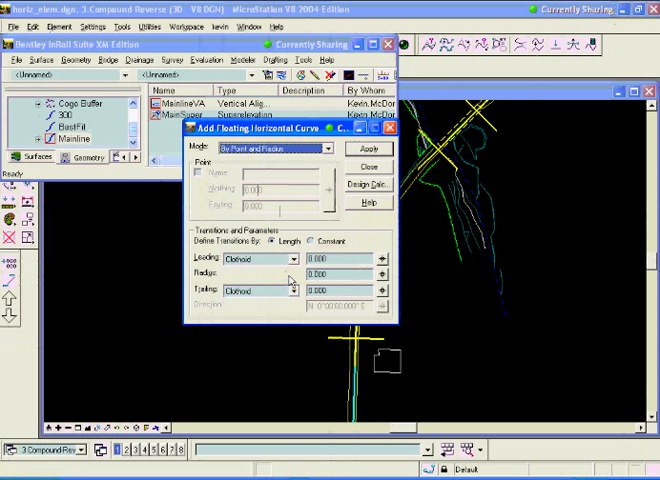 horiz_elem.dgn, 3.Compound Reverse (3D V8 DGN) - MicroStation V8 2004 Edition
Currently Sharing
File Edit Element Settings Tools Utilities Workspace kevin Window Help
Bentley InRail Suite XM Edition
Currently Sharing
File Surface Geometry Bridge Drainage Survey Evaluation Modeler Drafting Tools Help
<Unnamed>
<Unnamed>
Name Type Description By Whom
Cogo Buffer
300
BestFit
Mainline
MainlineVA Vertical Alig... Kevin.McDor
MainSuper Superelevation Kevin.McDor
Surfaces Geometry
Ready
Add Floating Horizontal Curve
Mode: By Point and Radius
Apply
Point
Close
Name
Northing: 0.000
Design Calc...
Easting: 0.000
Help
Transitions and Parameters
Define Transitions By: Length Constant
Leading: Clothoid 0.000
Radius: 0.000
Trailing: Clothoid 0.000
Direction: N 0°00'00.000" E
3.Compound Rev
1 2 3 4 5 6 7 8
Default